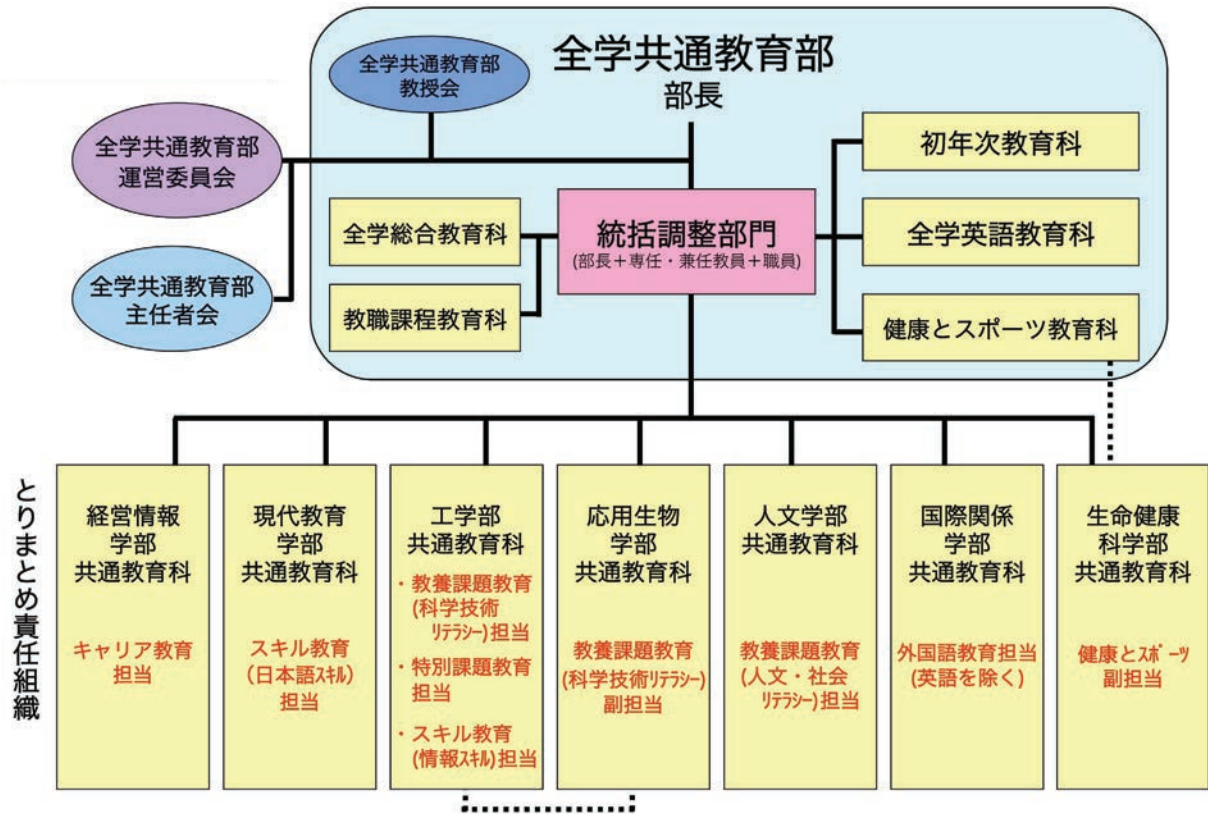 全学共通教育部
部長
全学共通教育部
教授会
全学共通教育部
運営委員会
全学共通教育部
主任者会
全学総合教育科
教職課程教育科
統括調整部門
(部長＋専任・兼任教員＋職員)
初年次教育科
全学英語教育科
健康とスポーツ教育科
とりまとめ責任組織
経営情報
学部
共通教育科
キャリア教育
担当
現代教育
学部
共通教育科
スキル教育
(日本語ｽｷﾙ)
担当
工学部
共通教育科
・教養課題教育
(科学技術
ﾘﾃﾗｼｰ)担当
・特別課題教育
担当
・スキル教育
(情報ｽｷﾙ)担当
応用生物
学部
共通教育科
教養課題教育
(科学技術ﾘﾃﾗｼｰ)
副担当
人文学部
共通教育科
教養課題教育
(人文・社会
ﾘﾃﾗｼｰ)担当
国際関係
学部
共通教育科
外国語教育担当
(英語を除く)
生命健康
科学部
共通教育科
健康とｽﾎﾟｰﾂ
副担当